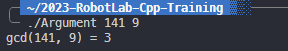 ~/2023-RobotLab-Cpp-Training
./Argument 141 9
gcd(141, 9) = 3